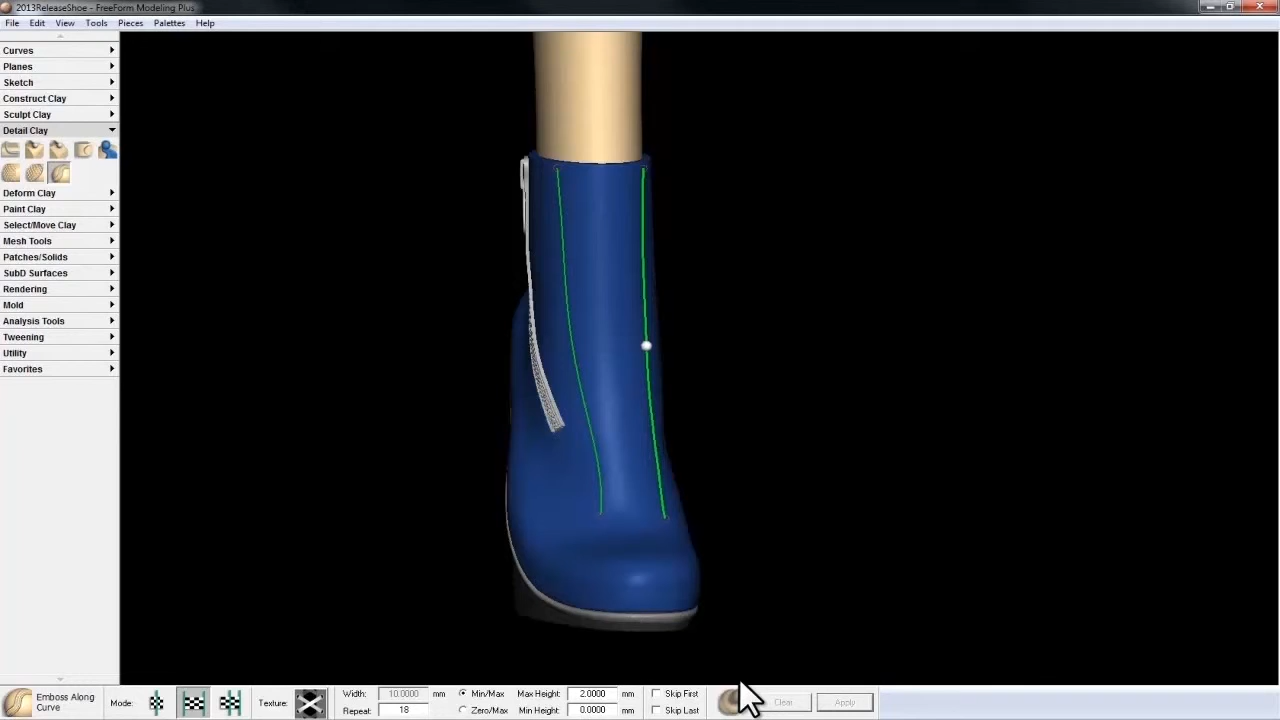 2013ReleaseShoe - FreeForm Modeling Plus
File Edit View Tools Pieces Palettes Help
Curves
Planes
Sketch
Construct Clay
Sculpt Clay
Detail Clay
Deform Clay
Paint Clay
Select/Move Clay
Mesh Tools
Patches/Solids
SubD Surfaces
Rendering
Mold
Analysis Tools
Tweening
Utility
Favorites
Emboss Along
Curve
Mode:
Texture:
Width: 10.0000 mm
Repeat: 18
Min/Max
Zero/Max
Max Height: 2.0000 mm
Min Height: 0.0000 mm
Skip First
Skip Last
Clear
Apply